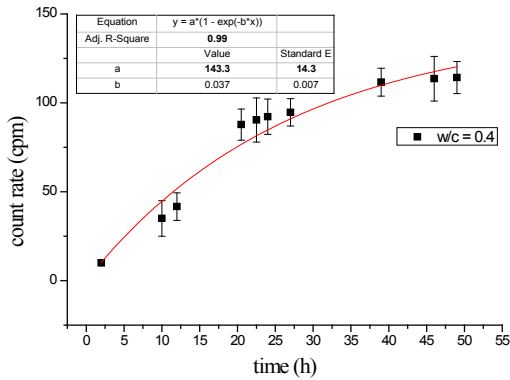 Equation y = a*(1 - exp(-b*x))
Adj. R-Square 0.99
Value Standard E
a 143.3 14.3
b 0.037 0.007
150
100
50
0
count rate (cpm)
w/c = 0.4
0 5 10 15 20 25 30 35 40 45 50 55
time (h)